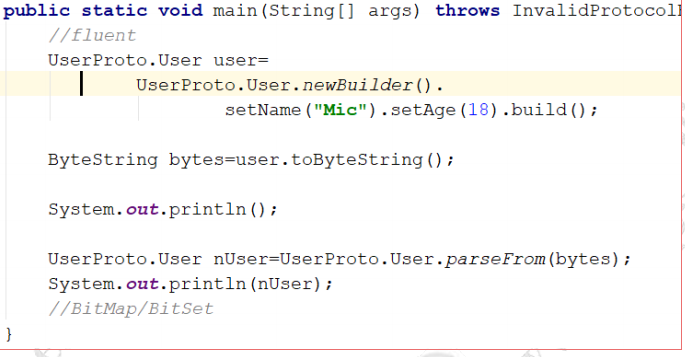 public static void main(String[] args) throws InvalidProtocol
//fluent
UserProto.User user=
UserProto.User.newBuilder().
setName("Mic").setAge(18).build();
ByteString bytes=user.toByteString();
System.out.println();
UserProto.User nUser=UserProto.User.parseFrom(bytes);
System.out.println(nUser);
//BitMap/BitSet
}